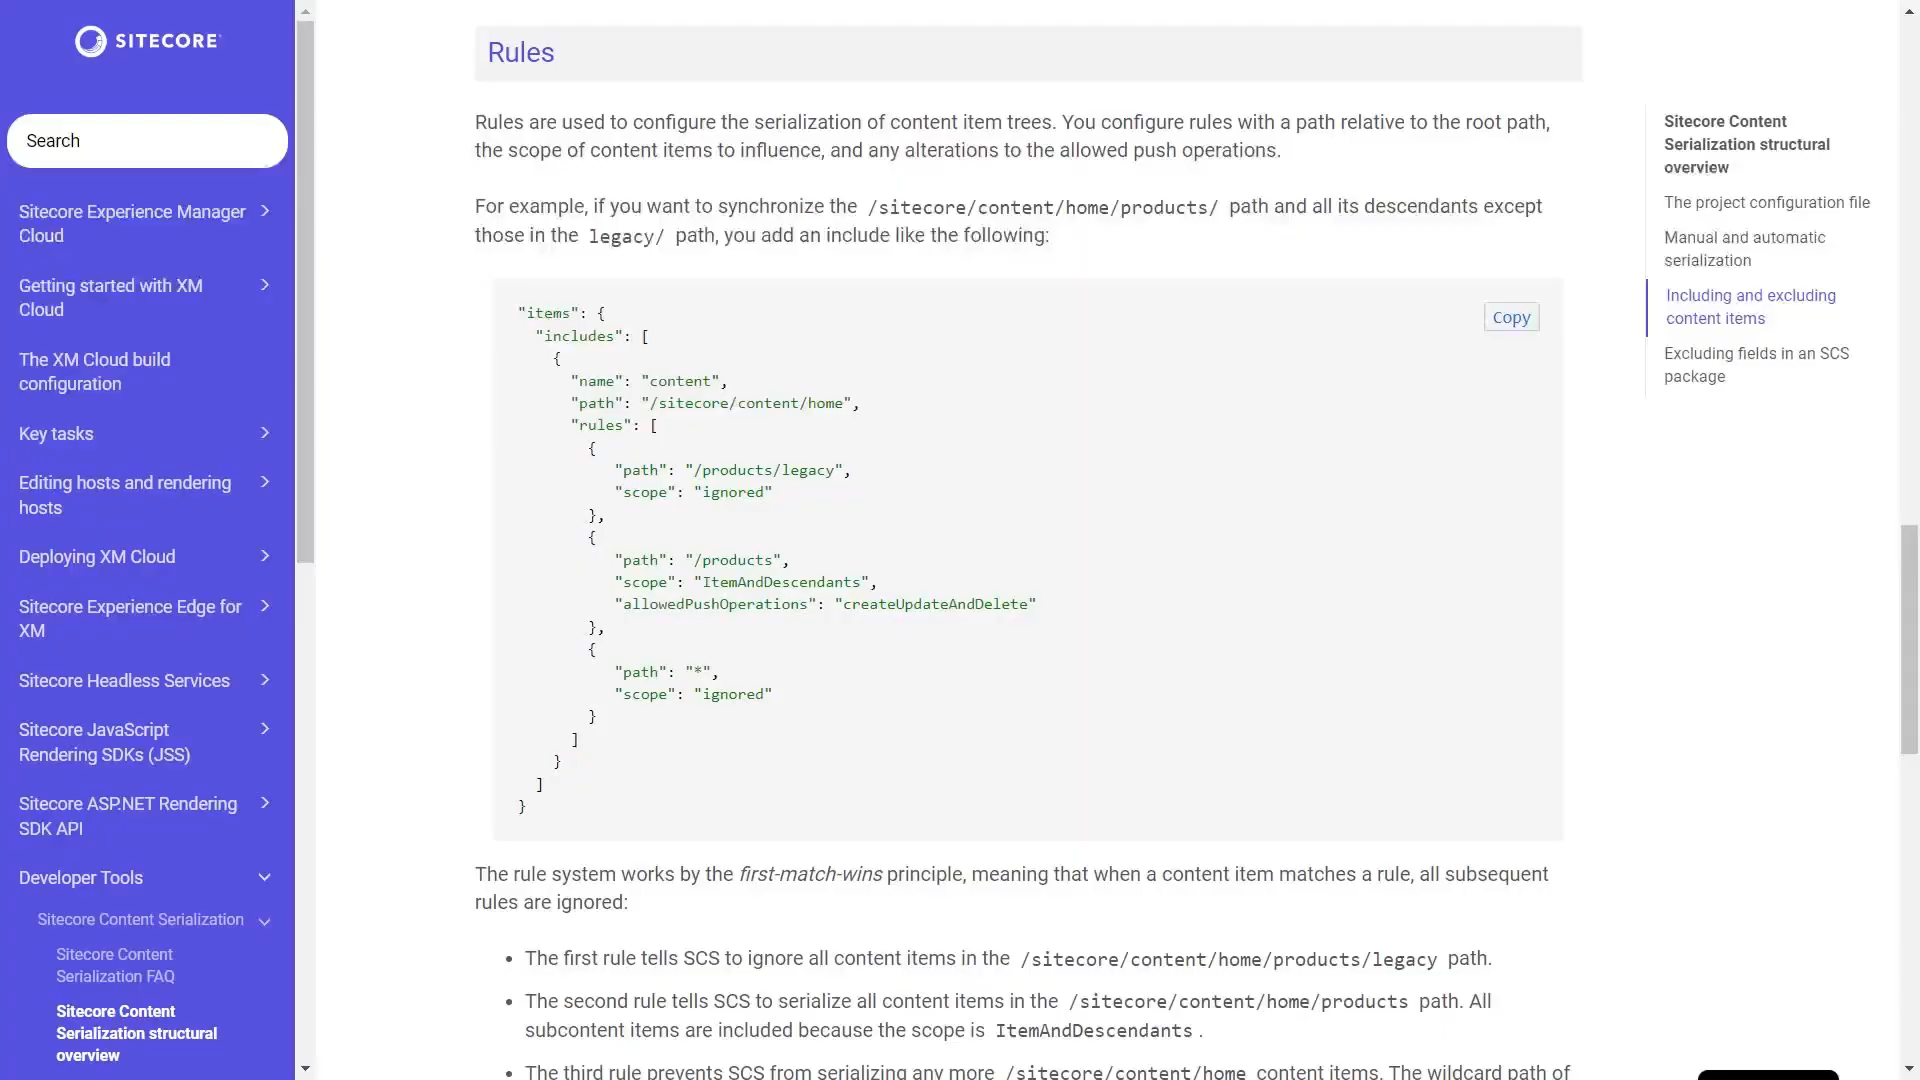 SITECORE
Search
Sitecore Experience Manager
Cloud
Getting started with XM
Cloud
The XM Cloud build
configuration
Key tasks
Editing hosts and rendering
hosts
Deploying XM Cloud
Sitecore Experience Edge for
XM
Sitecore Headless Services
Sitecore JavaScript
Rendering SDKs (JSS)
Sitecore ASP.NET Rendering
SDK API
Developer Tools
Sitecore Content Serialization
Sitecore Content
Serialization FAQ
Sitecore Content
Serialization structural
overview
Rules
Rules are used to configure the serialization of content item trees. You configure rules with a path relative to the root path,
the scope of content items to influence, and any alterations to the allowed push operations.
For example, if you want to synchronize the /sitecore/content/home/products/ path and all its descendants except
those in the legacy/ path, you add an include like the following:
Copy
"items": {
"includes": [
{
"name": "content",
"path": "/sitecore/content/home",
"rules": [
{
"path": "/products/legacy",
"scope": "ignored"
},
{
"path": "/products",
"scope": "ItemAndDescendants",
"allowedPushOperations": "createUpdateAndDelete"
},
{
"path": "*",
"scope": "ignored"
}
]
}
]
}
The rule system works by the first-match-wins principle, meaning that when a content item matches a rule, all subsequent
rules are ignored:
• The first rule tells SCS to ignore all content items in the /sitecore/content/home/products/legacy path.
• The second rule tells SCS to serialize all content items in the /sitecore/content/home/products path. All
subcontent items are included because the scope is ItemAndDescendants .
• The third rule prevents SCS from serializing any more /sitecore/content/home content items. The wildcard path of
Sitecore Content
Serialization structural
overview
The project configuration file
Manual and automatic
serialization
Including and excluding
content items
Excluding fields in an SCS
package